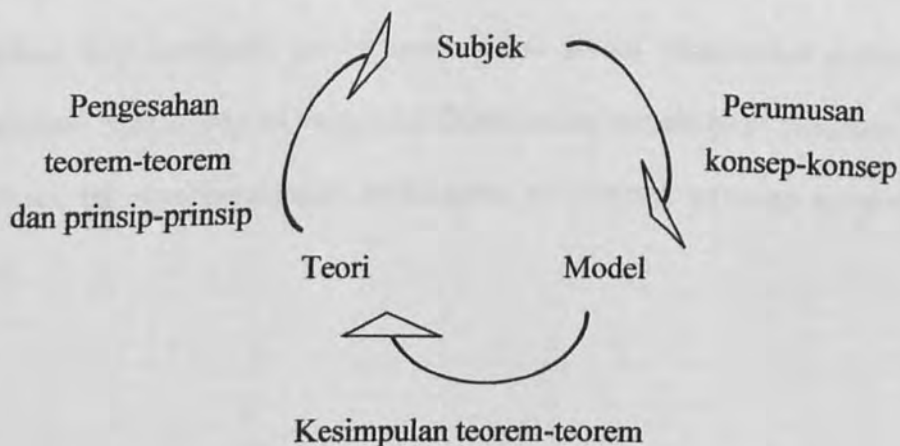 Subjek
Perumusan
konsep-konsep
Model
Kesimpulan teorem-teorem
Teori
Pengesahan
teorem-teorem
dan prinsip-prinsip